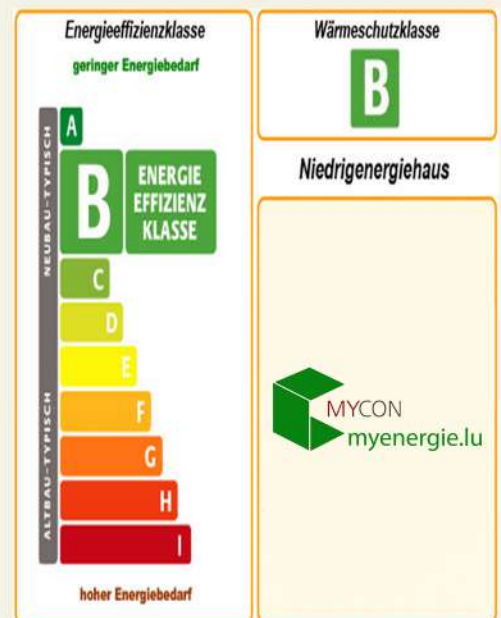 Energieeffizienzklasse
geringer Energiebedarf
NEUBAU-TYPISCH
ALTBAU-TYPISCH
A
B
ENERGIE
EFFIZIENZ
KLASSE
C
D
E
F
G
H
I
hoher Energiebedarf
Wärmeschutzklasse
B
Niedrigenergiehaus
MYCON
myenergie.lu